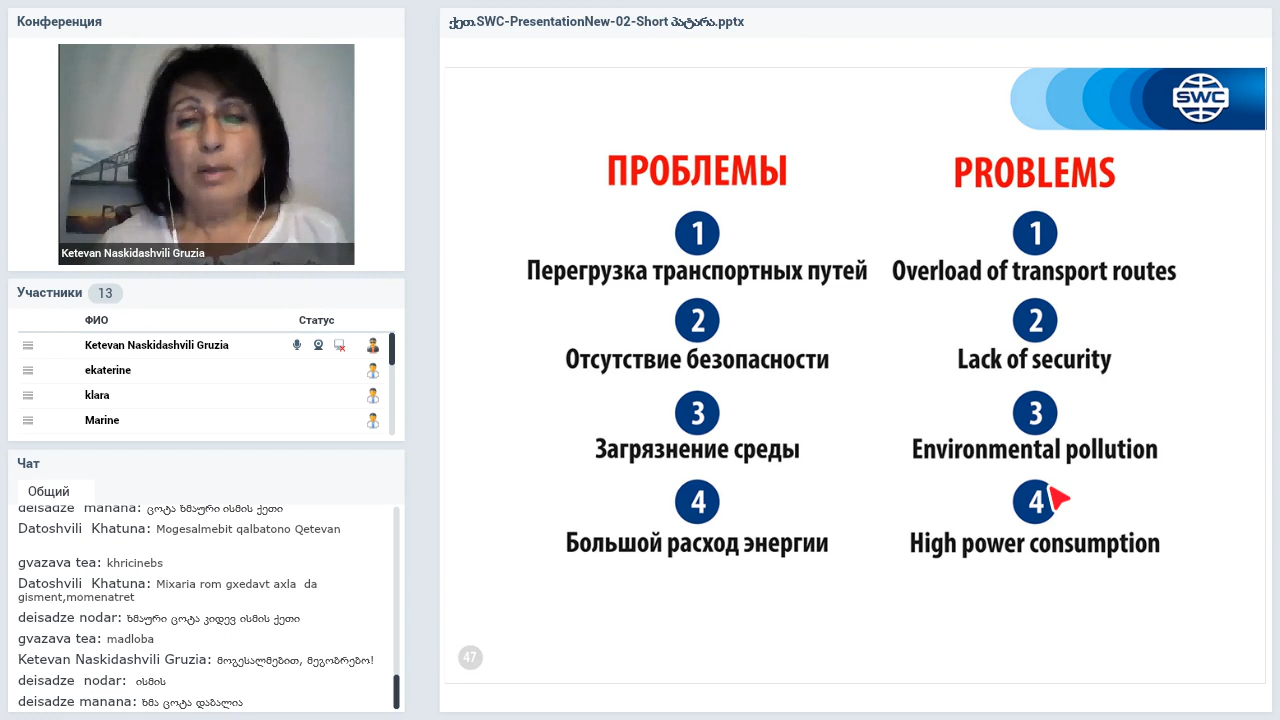 Конференция
Ketevan Naskidashvili Gruzia
Участники 13
ФИО Статус
Ketevan Naskidashvili Gruzia
ekaterine
klara
Marine
Чат
Общий
deisadze manana: ცოტა ხმაური ისმის ქეთი
Datoshvili Khatuna: Mogesalmebit qalbatono Qetevan
gvazava tea: khricinebs
Datoshvili Khatuna: Mixaria rom gxedavt axla da
gisment,momenatret
deisadze nodar: ხმაური ცოტა კიდევ ისმის ქეთი
gvazava tea: madloba
Ketevan Naskidashvili Gruzia: მოგესალმებით, მეგობრებო!
deisadze nodar: ისმის
deisadze manana: ხმა ცოტა დაბალია
ქეთ.SWC-PresentationNew-02-Short პატარა.pptx
SWC
ПРОБЛЕМЫ
1
Перегрузка транспортных путей
2
Отсутствие безопасности
3
Загрязнение среды
4
Большой расход энергии
PROBLEMS
1
Overload of transport routes
2
Lack of security
3
Environmental pollution
4
High power consumption
47